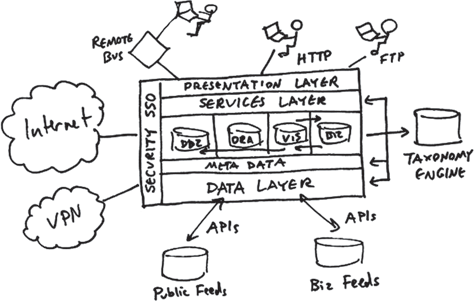 REMOTE
BUS
HTTP
FTP
PRESENTATION LAYER
SERVICES LAYER
SECURITY SSO
Internet
DB2
ORA
VIS
BIZ
META DATA
DATA LAYER
TAXONOMY
ENGINE
VPN
APIs
APIs
Public Feeds
Biz Feeds